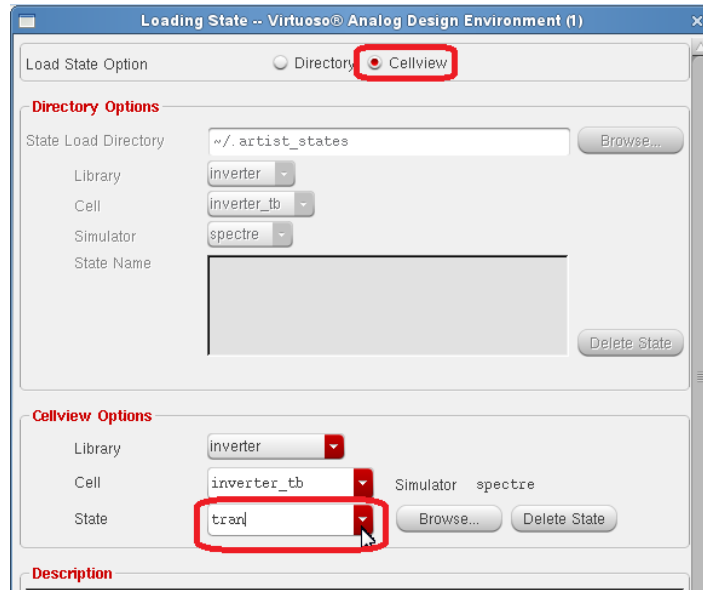 Loading State -- Virtuoso® Analog Design Environment (1)
Load State Option Directory Cellview
Directory Options
State Load Directory ~/.artist_states Browse...
Library inverter
Cell inverter_tb
Simulator spectre
State Name
Delete State
Cellview Options
Library inverter
Cell inverter_tb Simulator spectre
State tran Browse... Delete State
Description